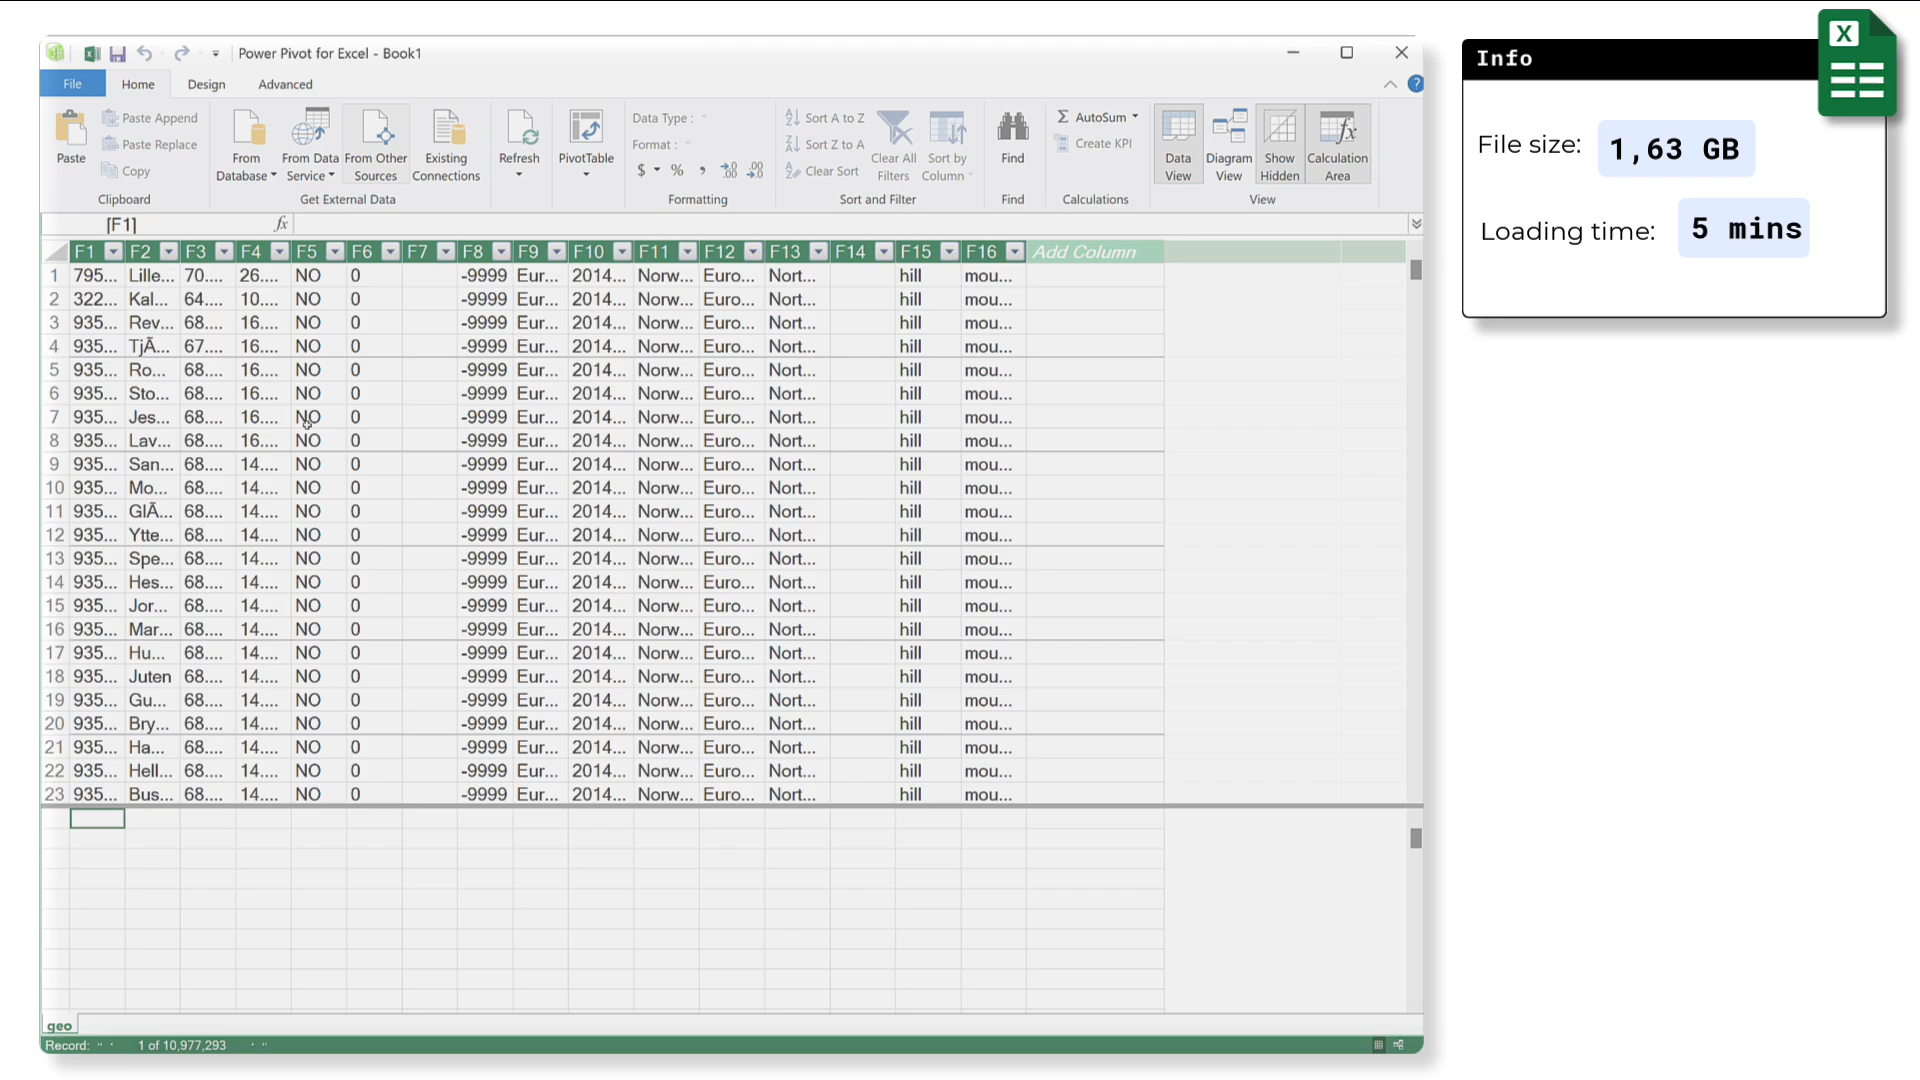 Power Pivot for Excel - Book1
File Home Design Advanced
Paste Paste Append Paste Replace Copy Clipboard
From Database From Data Service From Other Sources Existing Connections Get External Data
Refresh PivotTable
Data Type : Format : $ % , .00 Formatting
Sort A to Z Sort Z to A Clear Sort Clear All Filters Sort by Column Sort and Filter
Find Find
Σ AutoSum Create KPI Calculations
Data View Diagram View Show Hidden Calculation Area View
[F1] fx
F1 F2 F3 F4 F5 F6 F7 F8 F9 F10 F11 F12 F13 F14 F15 F16 Add Column
1 795... Lille... 70.... 26.... NO 0 -9999 Eur... 2014... Norw... Euro... Nort... hill mou...
2 322... Kal... 64.... 10.... NO 0 -9999 Eur... 2014... Norw... Euro... Nort... hill mou...
3 935... Rev... 68.... 16.... NO 0 -9999 Eur... 2014... Norw... Euro... Nort... hill mou...
4 935... TjÃ... 67.... 16.... NO 0 -9999 Eur... 2014... Norw... Euro... Nort... hill mou...
5 935... Ro... 68.... 16.... NO 0 -9999 Eur... 2014... Norw... Euro... Nort... hill mou...
6 935... Sto... 68.... 16.... NO 0 -9999 Eur... 2014... Norw... Euro... Nort... hill mou...
7 935... Jes... 68.... 16.... NO 0 -9999 Eur... 2014... Norw... Euro... Nort... hill mou...
8 935... Lav... 68.... 16.... NO 0 -9999 Eur... 2014... Norw... Euro... Nort... hill mou...
9 935... San... 68.... 14.... NO 0 -9999 Eur... 2014... Norw... Euro... Nort... hill mou...
10 935... Mo... 68.... 14.... NO 0 -9999 Eur... 2014... Norw... Euro... Nort... hill mou...
11 935... GlÃ... 68.... 14.... NO 0 -9999 Eur... 2014... Norw... Euro... Nort... hill mou...
12 935... Ytte... 68.... 14.... NO 0 -9999 Eur... 2014... Norw... Euro... Nort... hill mou...
13 935... Spe... 68.... 14.... NO 0 -9999 Eur... 2014... Norw... Euro... Nort... hill mou...
14 935... Hes... 68.... 14.... NO 0 -9999 Eur... 2014... Norw... Euro... Nort... hill mou...
15 935... Jor... 68.... 14.... NO 0 -9999 Eur... 2014... Norw... Euro... Nort... hill mou...
16 935... Mar... 68.... 14.... NO 0 -9999 Eur... 2014... Norw... Euro... Nort... hill mou...
17 935... Hu... 68.... 14.... NO 0 -9999 Eur... 2014... Norw... Euro... Nort... hill mou...
18 935... Juten 68.... 14.... NO 0 -9999 Eur... 2014... Norw... Euro... Nort... hill mou...
19 935... Gu... 68.... 14.... NO 0 -9999 Eur... 2014... Norw... Euro... Nort... hill mou...
20 935... Bry... 68.... 14.... NO 0 -9999 Eur... 2014... Norw... Euro... Nort... hill mou...
21 935... Ha... 68.... 14.... NO 0 -9999 Eur... 2014... Norw... Euro... Nort... hill mou...
22 935... Hell... 68.... 14.... NO 0 -9999 Eur... 2014... Norw... Euro... Nort... hill mou...
23 935... Bus... 68.... 14.... NO 0 -9999 Eur... 2014... Norw... Euro... Nort... hill mou...
geo
Record: 1 of 10,977,293
Info
X
File size: 1,63 GB
Loading time: 5 mins